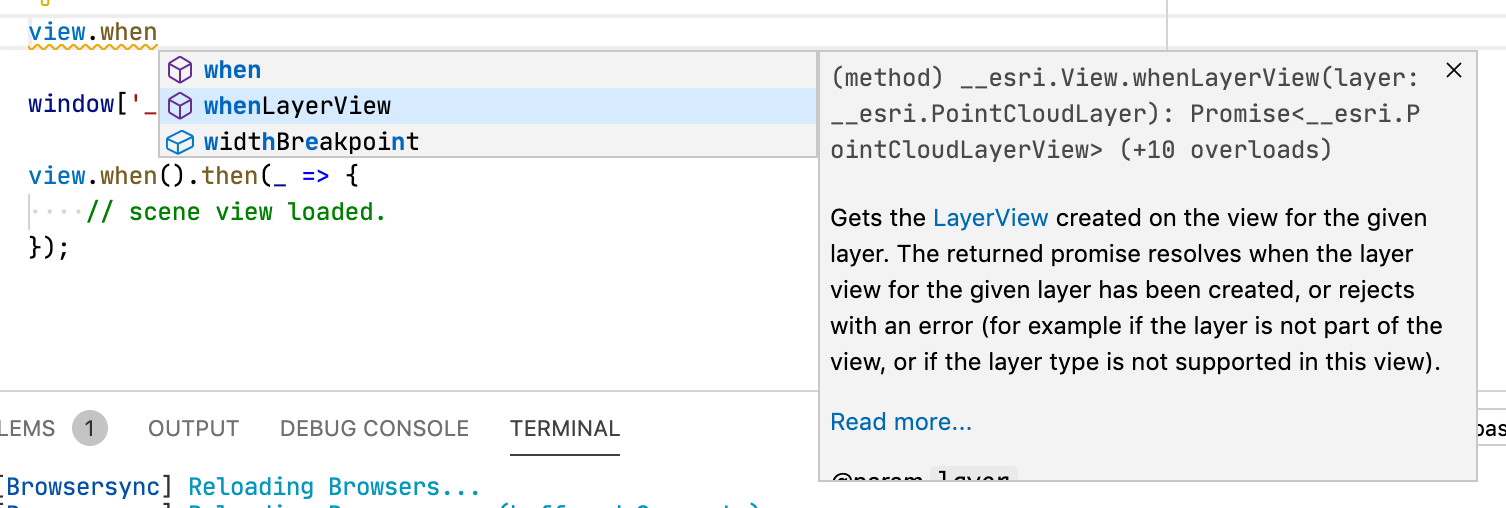 view.when
when
whenLayerView
widthBreakpoint
window['_
view.when().then(_ => {
····// scene view loaded.
});
(method) __esri.View.whenLayerView(layer:
__esri.PointCloudLayer): Promise<__esri.P
ointCloudLayerView> (+10 overloads)
Gets the LayerView created on the view for the given
layer. The returned promise resolves when the layer
view for the given layer has been created, or rejects
with an error (for example if the layer is not part of the
view, or if the layer type is not supported in this view).
Read more...
@param layer
LEMS 1 OUTPUT DEBUG CONSOLE TERMINAL
bas
[Browsersync] Reloading Browsers...